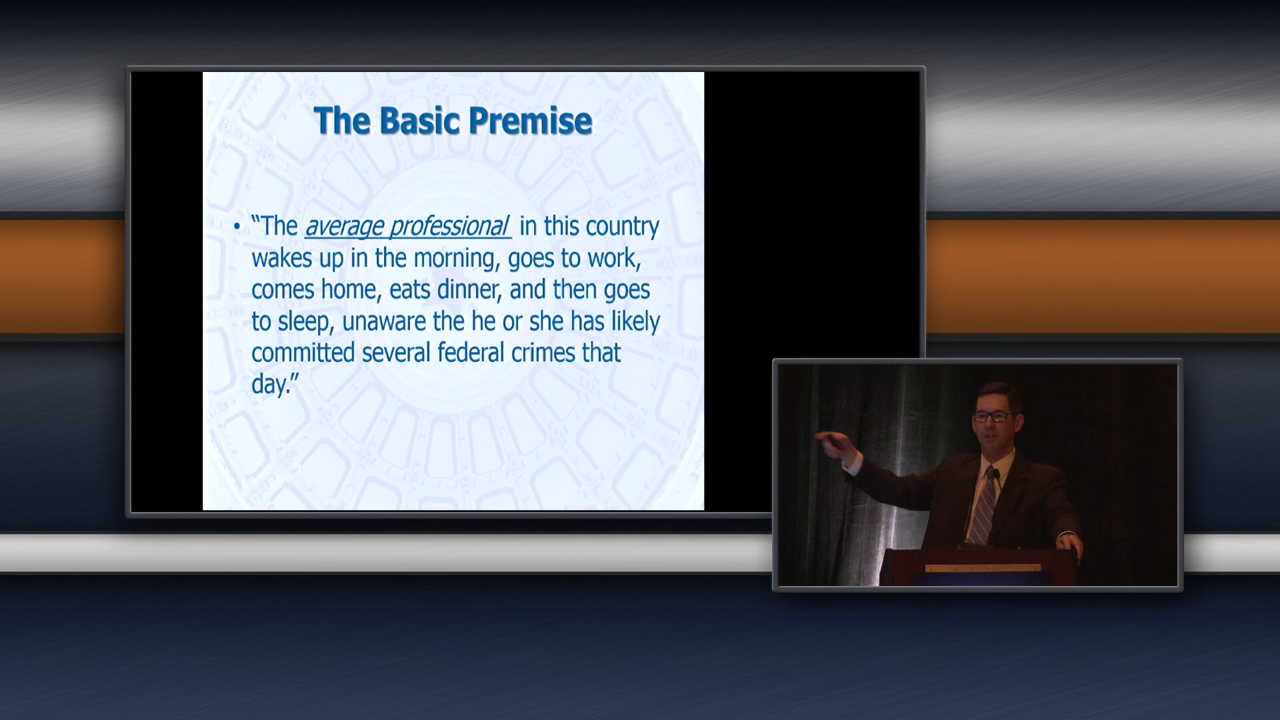 The Basic Premise
• “The average professional in this country
wakes up in the morning, goes to work,
comes home, eats dinner, and then goes
to sleep, unaware the he or she has likely
committed several federal crimes that
day.”